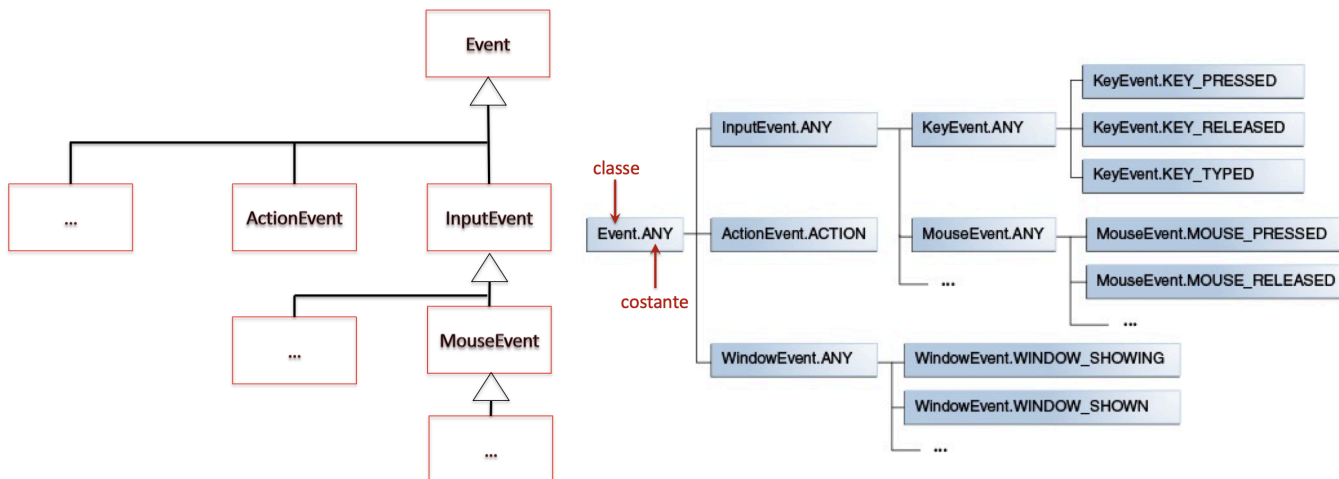 Event
...
ActionEvent
InputEvent
...
MouseEvent
...
classe
Event.ANY
costante
InputEvent.ANY
ActionEvent.ACTION
WindowEvent.ANY
KeyEvent.ANY
MouseEvent.ANY
...
KeyEvent.KEY_PRESSED
KeyEvent.KEY_RELEASED
KeyEvent.KEY_TYPED
MouseEvent.MOUSE_PRESSED
MouseEvent.MOUSE_RELEASED
...
WindowEvent.WINDOW_SHOWING
WindowEvent.WINDOW_SHOWN
...